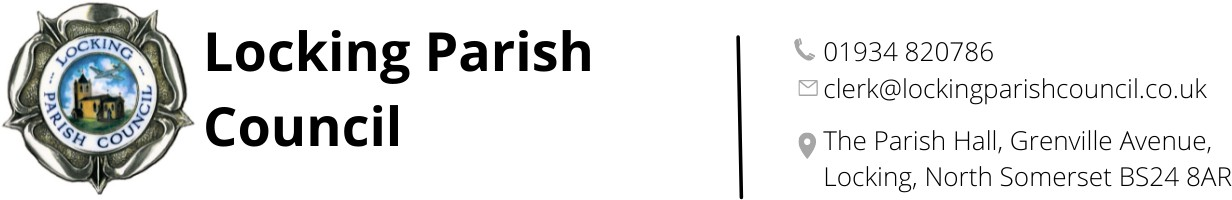 LOCKING
PARISH COUNCIL
Locking Parish
Council
01934 820786
clerk@lockingparishcouncil.co.uk
The Parish Hall, Grenville Avenue,
Locking, North Somerset BS24 8AR